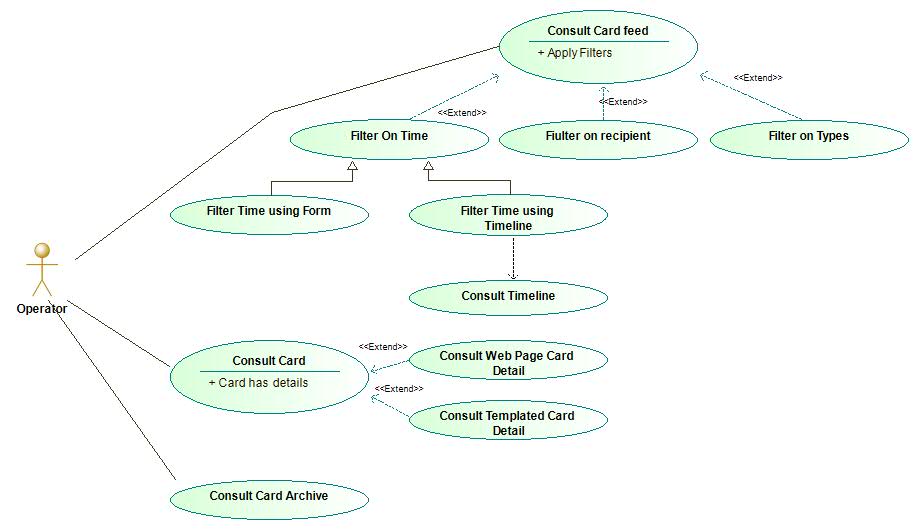 Consult Card feed
+ Apply Filters
<<Extend>>
<<Extend>>
<<Extend>>
Filter On Time
Fiulter on recipient
Filter on Types
Filter Time using Form
Filter Time using
Timeline
Operator
Consult Timeline
Consult Card
+ Card has details
<<Extend>>
Consult Web Page Card
Detail
<<Extend>>
Consult Templated Card
Detail
Consult Card Archive